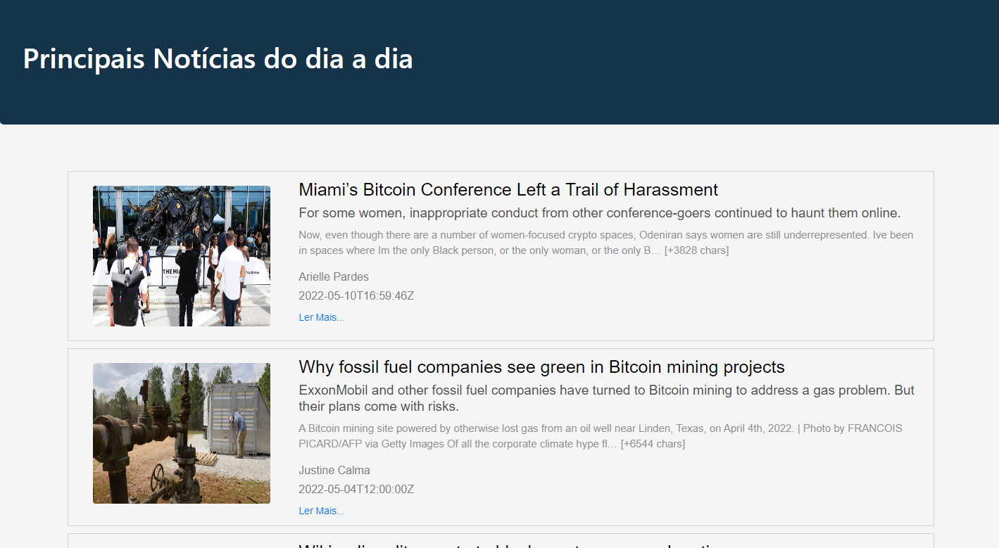 Principais Notícias do dia a dia
Miami’s Bitcoin Conference Left a Trail of Harassment
For some women, inappropriate conduct from other conference-goers continued to haunt them online.
Now, even though there are a number of women-focused crypto spaces, Odeniran says women are still underrepresented. Ive been
in spaces where Im the only Black person, or the only woman, or the only B… [+3828 chars]
THE MIA
Arielle Pardes
2022-05-10T16:59:46Z
Ler Mais...
Why fossil fuel companies see green in Bitcoin mining projects
ExxonMobil and other fossil fuel companies have turned to Bitcoin mining to address a gas problem. But
their plans come with risks.
A Bitcoin mining site powered by otherwise lost gas from an oil well near Linden, Texas, on April 4th, 2022. | Photo by FRANCOIS
PICARD/AFP via Getty Images Of all the corporate climate hype fl… [+6544 chars]
Justine Calma
2022-05-04T12:00:00Z
Ler Mais...